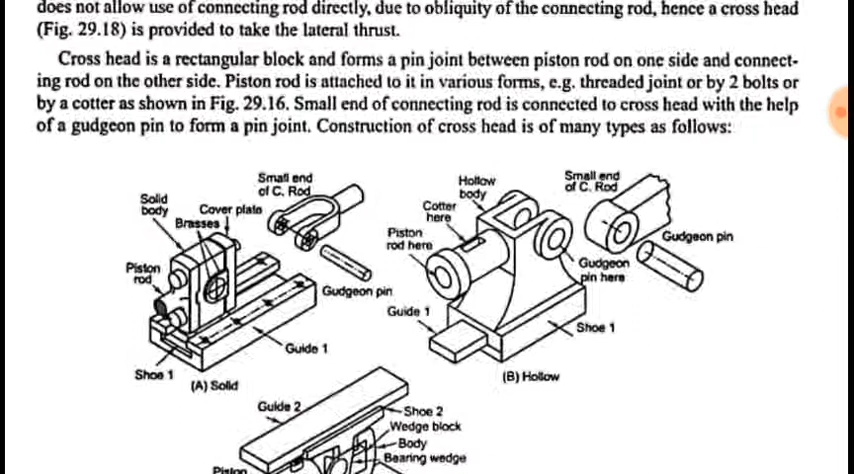 does not allow use of connecting rod directly, due to obliquity of the connecting rod, hence a cross head
(Fig. 29.18) is provided to take the lateral thrust.
Cross head is a rectangular block and forms a pin joint between piston rod on one side and connect-
ing rod on the other side. Piston rod is attached to it in various forms, e.g. threaded joint or by 2 bolts or
by a cotter as shown in Fig. 29.16. Small end of connecting rod is connected to cross head with the help
of a gudgeon pin to form a pin joint. Construction of cross head is of many types as follows:
Small end
of C. Rod
Solid
body
Cover plate
Brasses
Piston
rod
Gudgeon pin
Guide 1
Shoe 1
(A) Solid
Hollow
body
Small end
of C. Rod
Cotter
here
Piston
rod here
Gudgeon pin
Gudgeon
pin here
Guide 1
Shoe 1
(B) Hollow
Guide 2
Shoe 2
Wedge block
Body
Bearing wedge
Piston